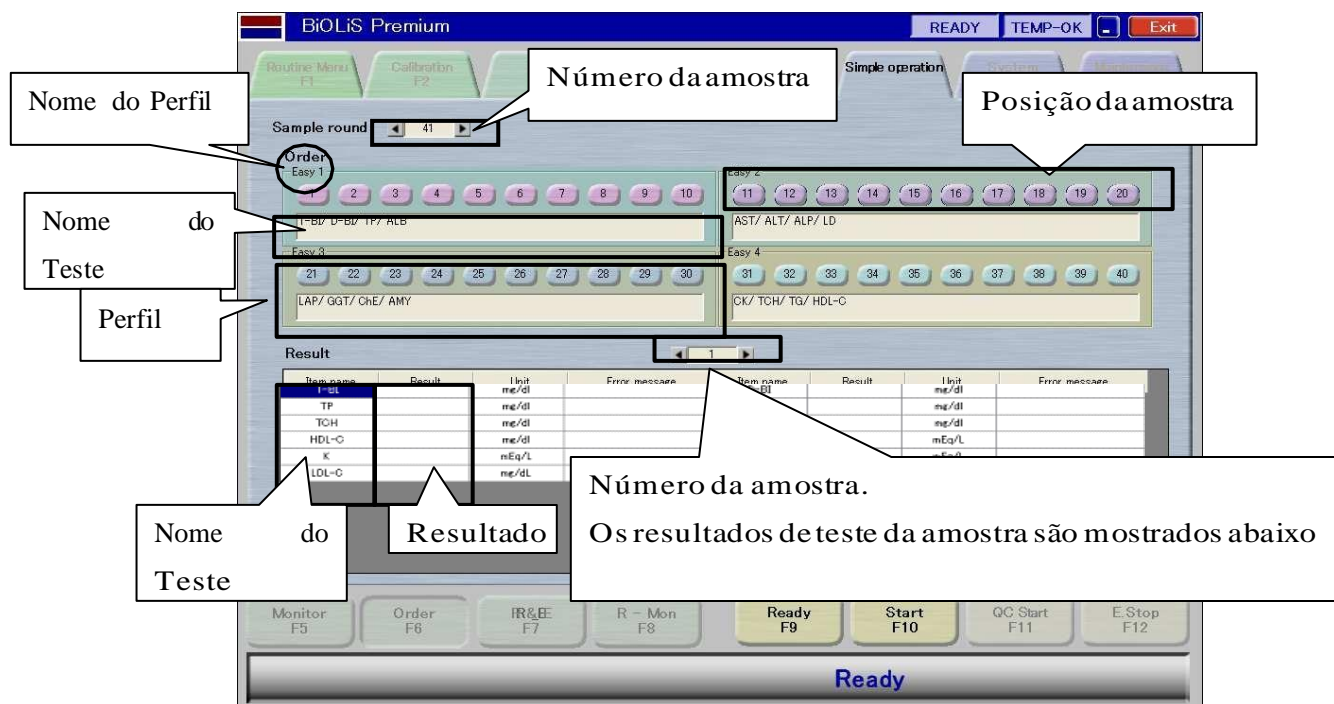 BiOLiS Premium
READY TEMP-OK - Exit
Routine Menu F1
Calibration F2
Simple operation
System
Nome do Perfil
Número da amostra
Posição da amostra
Sample round 41
Order
Easy 1
1 2 3 4 5 6 7 8 9 10
T-BI/ D-BI/ TP/ ALB
Easy 2
11 12 13 14 15 16 17 18 19 20
AST/ ALT/ ALP/ LD
Nome do
Teste
Easy 3
21 22 23 24 25 26 27 28 29 30
LAP/ GGT/ ChE/ AMY
Easy 4
31 32 33 34 35 36 37 38 39 40
CK/ TCH/ TG/ HDL-C
Perfil
Result 1
Item name Result Unit Error message Item name Result Unit Error message
T-BI mg/dl mg/dl
TP mg/dl mg/dl
TCH mg/dl mg/dl
HDL-C mg/dl mEq/L
K mEq/L
LDL-C mg/dL
Nome do
Teste
Resultado
Número da amostra.
Os resultados de teste da amostra são mostrados abaixo
Monitor F5
Order F6
F7
R - Mon F8
Ready F9
Start F10
QC Start F11
E.Stop F12
Ready